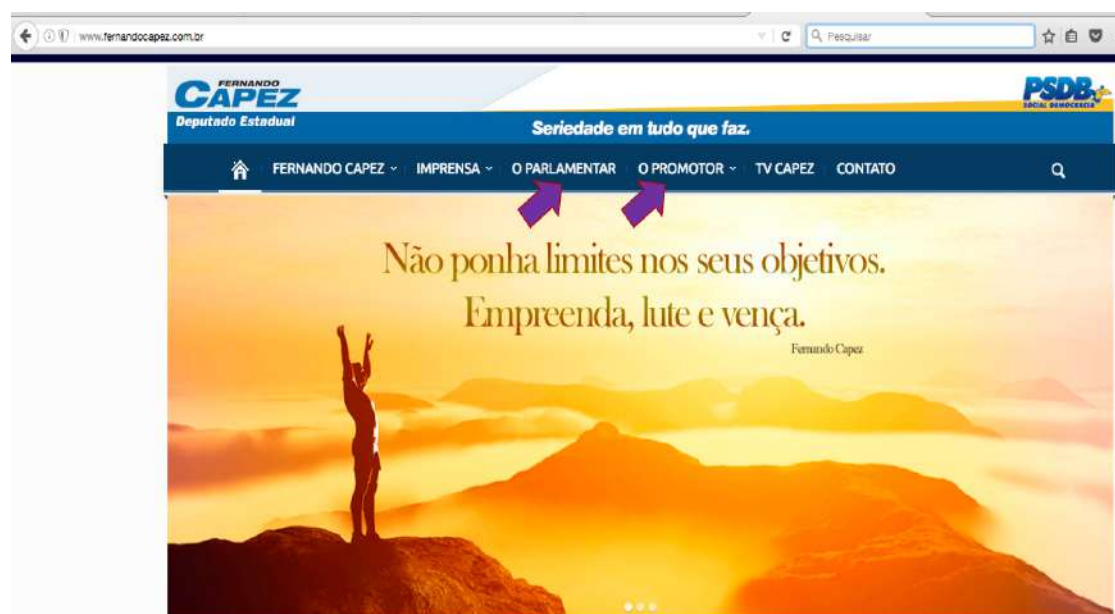 www.fernandocapez.com.br
Pesquisar
FERNANDO
CAPEZ
Deputado Estadual
PSDB
SOCIAL DEMOCRACIA
Seriedade em tudo que faz.
FERNANDO CAPEZ IMPRENSA O PARLAMENTAR O PROMOTOR TV CAPEZ CONTATO
Não ponha limites nos seus objetivos.
Empreenda, lute e vença.
Fernando Capez